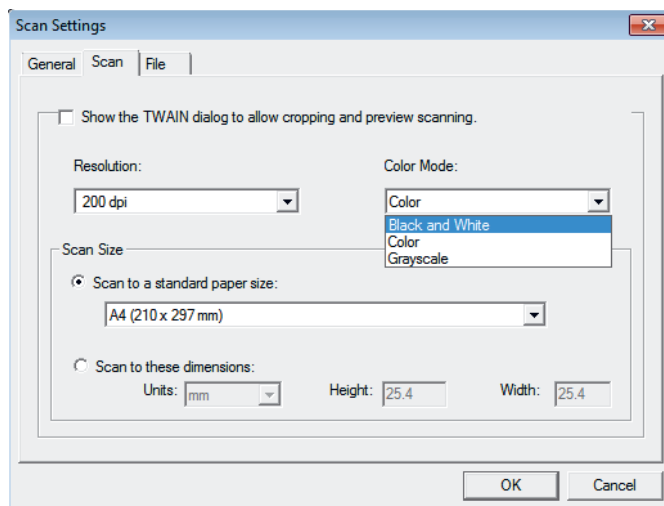 Scan Settings
General Scan File
Show the TWAIN dialog to allow cropping and preview scanning.
Resolution: Color Mode:
200 dpi Color
Black and White
Color
Grayscale
Scan Size
Scan to a standard paper size:
A4 (210 x 297 mm)
Scan to these dimensions:
Units: mm Height: 25.4 Width: 25.4
OK Cancel